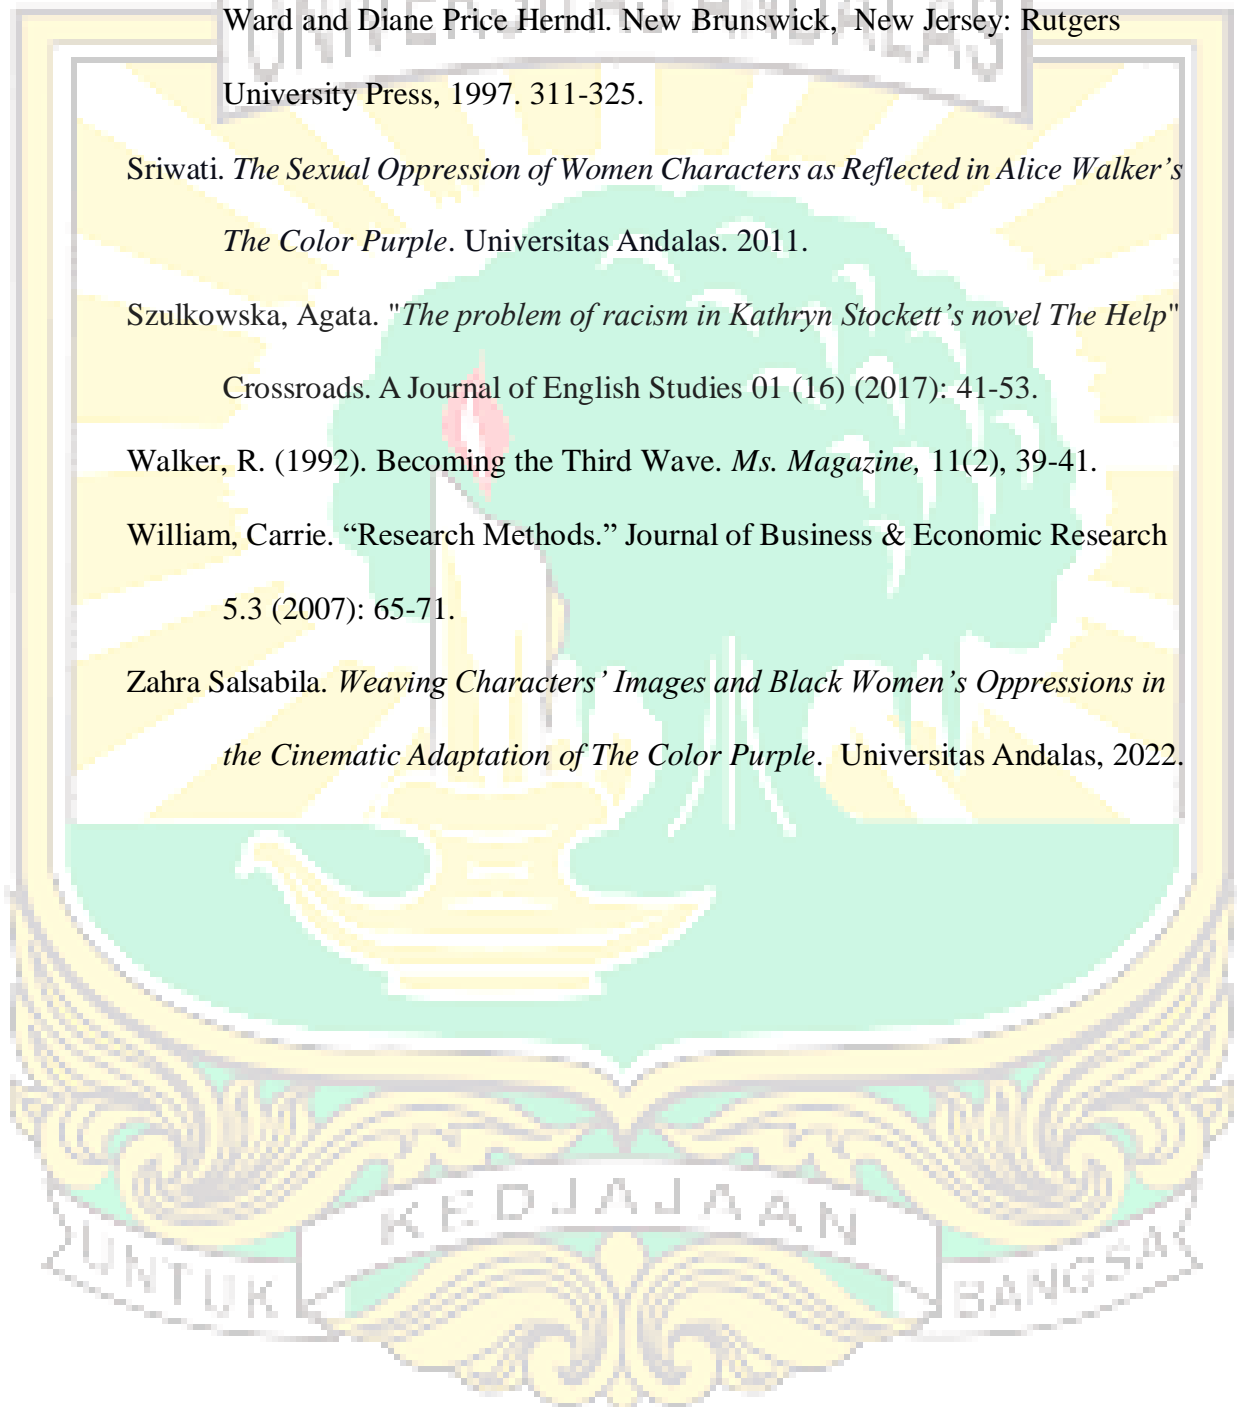 UNIVERSITAS ANDALAS
Ward and Diane Price Herndl. New Brunswick, New Jersey: Rutgers
University Press, 1997. 311-325.
Sriwati. The Sexual Oppression of Women Characters as Reflected in Alice Walker’s
The Color Purple. Universitas Andalas. 2011.
Szulkowska, Agata. "The problem of racism in Kathryn Stockett’s novel The Help"
Crossroads. A Journal of English Studies 01 (16) (2017): 41-53.
Walker, R. (1992). Becoming the Third Wave. Ms. Magazine, 11(2), 39-41.
William, Carrie. “Research Methods.” Journal of Business & Economic Research
5.3 (2007): 65-71.
Zahra Salsabila. Weaving Characters’ Images and Black Women’s Oppressions in
the Cinematic Adaptation of The Color Purple. Universitas Andalas, 2022.
UNTUK KEDJAJAAN BANGSA